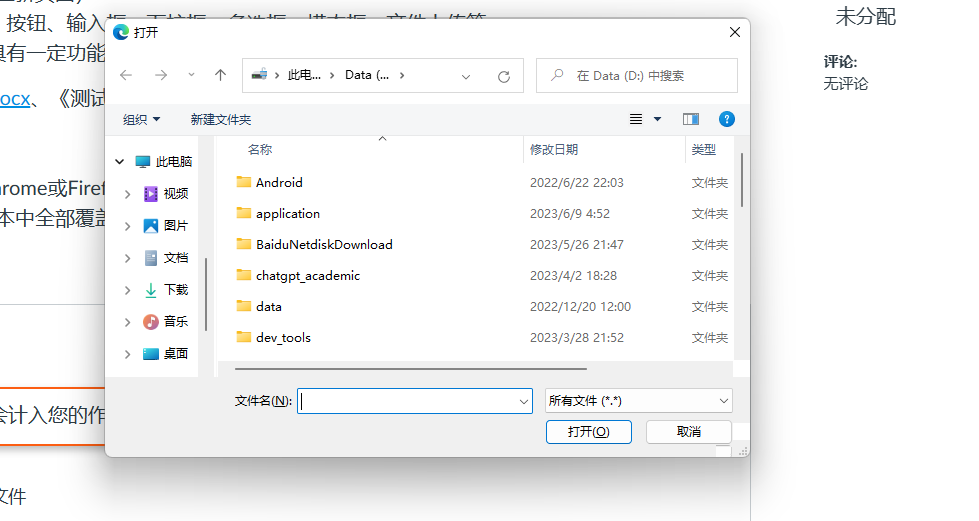 未分配
按钮、输入框
打开
具有一定功能
评论:
此电... Data (...
在 Data (D:) 中搜索
无评论
ocx、《测试
组织 新建文件夹
名称 修改日期 类型
此电脑
Android 2022/6/22 22:03 文件夹
hrome或Firef
视频
application 2023/6/9 4:52 文件夹
本中全部覆盖
图片
BaiduNetdiskDownload 2023/5/26 21:47 文件夹
文档
chatgpt_academic 2023/4/2 18:28 文件夹
下载
data 2022/12/20 12:00 文件夹
音乐
dev_tools 2023/3/28 21:52 文件夹
桌面
文件名(N): 所有文件 (*.*)
会计入您的作
打开(O) 取消
文件